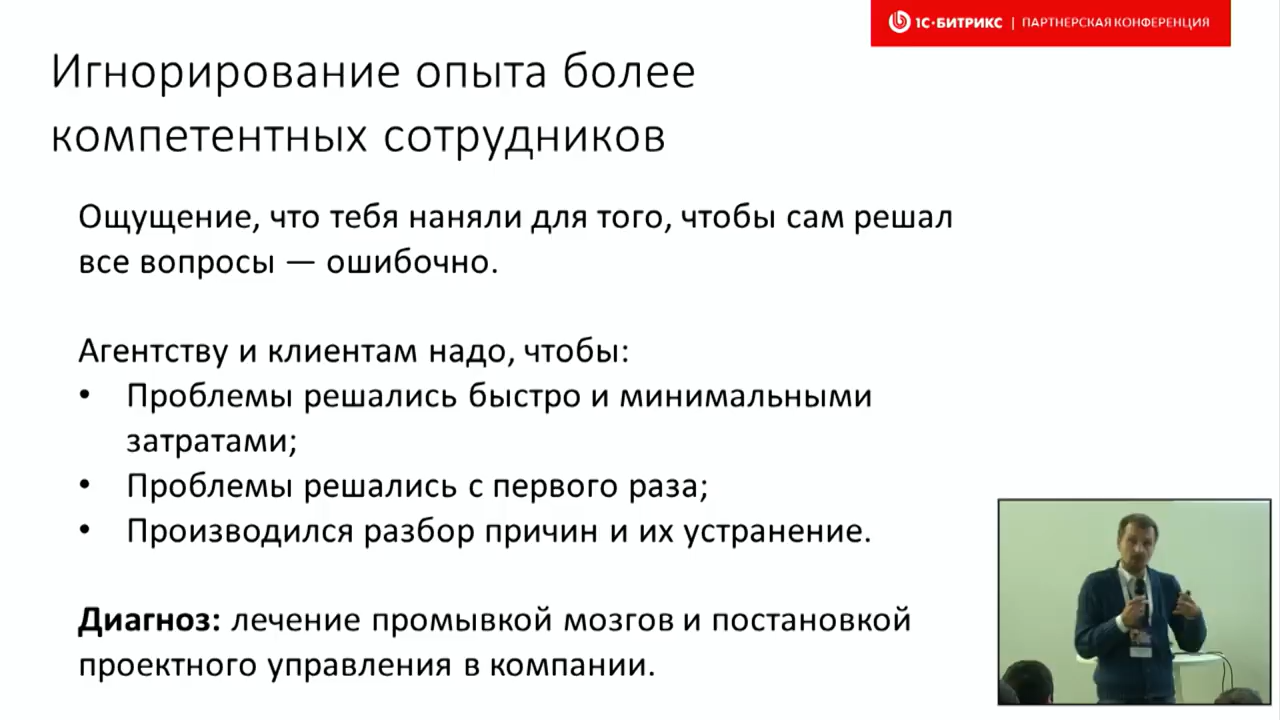 1С·БИТРИКС | ПАРТНЕРСКАЯ КОНФЕРЕНЦИЯ
Игнорирование опыта более
компетентных сотрудников
Ощущение, что тебя наняли для того, чтобы сам решал
все вопросы — ошибочно.
Агентству и клиентам надо, чтобы:
• Проблемы решались быстро и минимальными
затратами;
• Проблемы решались с первого раза;
• Производился разбор причин и их устранение.
Диагноз: лечение промывкой мозгов и постановкой
проектного управления в компании.